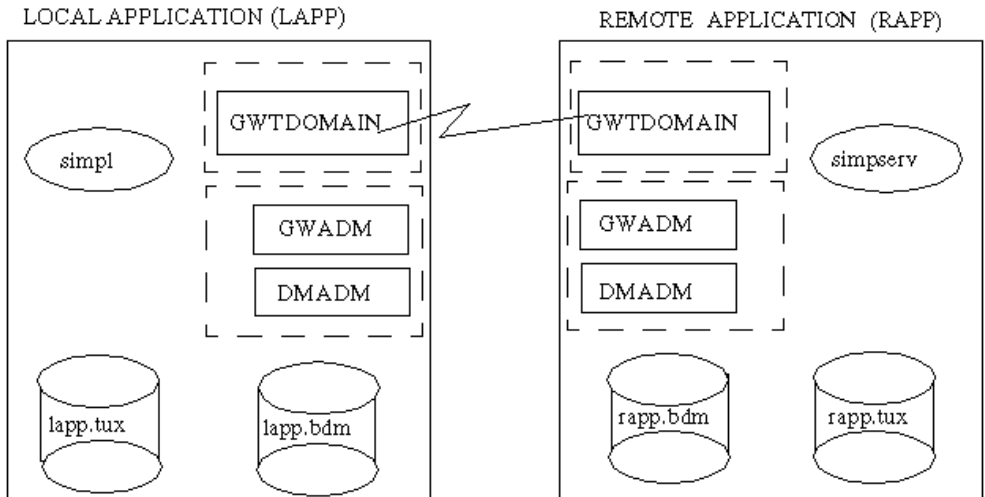 LOCAL APPLICATION (LAPP)
REMOTE APPLICATION (RAPP)
GWTDOMAIN
GWTDOMAIN
simpl
simpserv
GWADM
GWADM
DMADM
DMADM
lapp.tux
lapp.bdm
rapp.bdm
rapp.tux